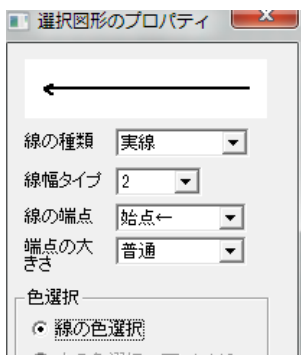 選択図形のプロパティ
線の種類 実線
線幅タイプ 2
線の端点 始点←
端点の大
きさ 普通
色選択
線の色選択